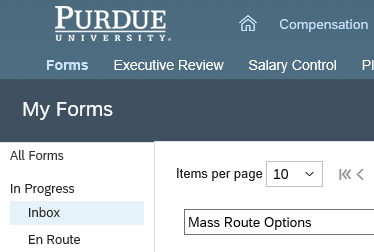 PURDUE
UNIVERSITY®
Compensation
Forms Executive Review Salary Control
My Forms
All Forms
Items per page 10
In Progress
Inbox
Mass Route Options
En Route